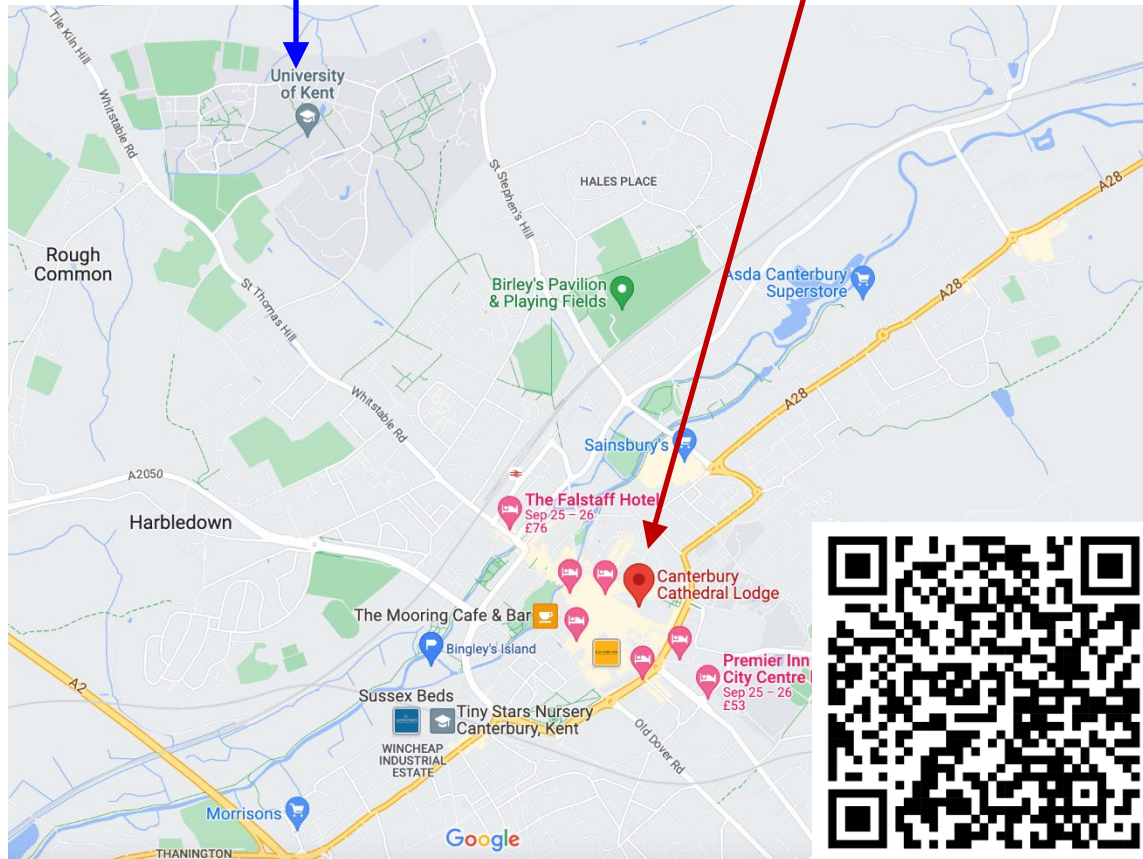 Tile Kiln Hill
University
of Kent
Whitstable Rd
St Stephen's Hill
HALES PLACE
A28
Rough
Common
Birley's Pavilion
& Playing Fields
Asda Canterbury
Superstore
A28
St Thomas Hill
A28
Whitstable Rd
Sainsbury's
A2050
The Falstaff Hotel
Sep 25 – 26
£76
Harbledown
Canterbury
Cathedral Lodge
The Mooring Cafe & Bar
Bingley's Island
Premier Inn
City Centre
Sep 25 – 26
£53
A2
Sussex Beds
Tiny Stars Nursery
Canterbury, Kent
Old Dover Rd
WINCHEAP
INDUSTRIAL
ESTATE
Morrisons
Google
THANINGTON